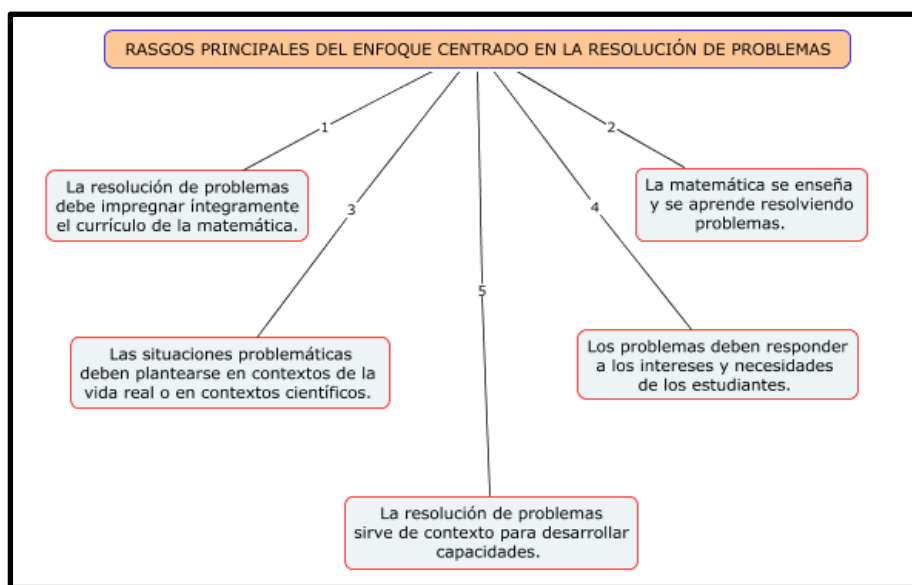 RASGOS PRINCIPALES DEL ENFOQUE CENTRADO EN LA RESOLUCIÓN DE PROBLEMAS
1
La resolución de problemas
debe impregnar íntegramente
el currículo de la matemática.
2
La matemática se enseña
y se aprende resolviendo
problemas.
3
Las situaciones problemáticas
deben plantearse en contextos de la
vida real o en contextos científicos.
4
Los problemas deben responder
a los intereses y necesidades
de los estudiantes.
5
La resolución de problemas
sirve de contexto para desarrollar
capacidades.